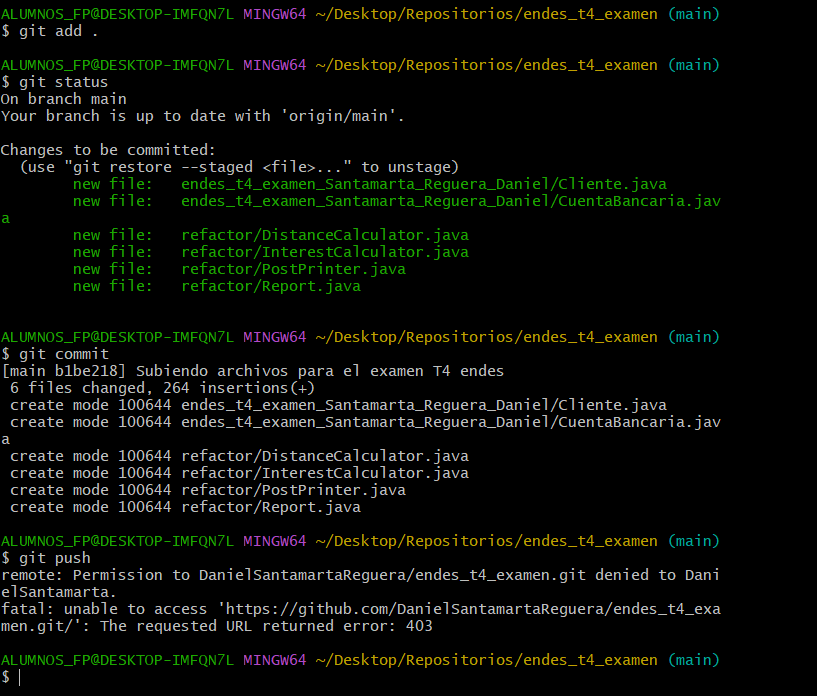 ALUMNOS_FP@DESKTOP-IMFQN7L MINGW64 ~/Desktop/Repositorios/endes_t4_examen (main)
$ git add .
ALUMNOS_FP@DESKTOP-IMFQN7L MINGW64 ~/Desktop/Repositorios/endes_t4_examen (main)
$ git status
On branch main
Your branch is up to date with 'origin/main'.
Changes to be committed:
  (use "git restore --staged <file>..." to unstage)
        new file:   endes_t4_examen_Santamarta_Reguera_Daniel/Cliente.java
        new file:   endes_t4_examen_Santamarta_Reguera_Daniel/CuentaBancaria.jav
a
        new file:   refactor/DistanceCalculator.java
        new file:   refactor/InterestCalculator.java
        new file:   refactor/PostPrinter.java
        new file:   refactor/Report.java
ALUMNOS_FP@DESKTOP-IMFQN7L MINGW64 ~/Desktop/Repositorios/endes_t4_examen (main)
$ git commit
[main b1be218] Subiendo archivos para el examen T4 endes
 6 files changed, 264 insertions(+)
 create mode 100644 endes_t4_examen_Santamarta_Reguera_Daniel/Cliente.java
 create mode 100644 endes_t4_examen_Santamarta_Reguera_Daniel/CuentaBancaria.jav
a
 create mode 100644 refactor/DistanceCalculator.java
 create mode 100644 refactor/InterestCalculator.java
 create mode 100644 refactor/PostPrinter.java
 create mode 100644 refactor/Report.java
ALUMNOS_FP@DESKTOP-IMFQN7L MINGW64 ~/Desktop/Repositorios/endes_t4_examen (main)
$ git push
remote: Permission to DanielSantamartaReguera/endes_t4_examen.git denied to Dani
elSantamarta.
fatal: unable to access 'https://github.com/DanielSantamartaReguera/endes_t4_exa
men.git/': The requested URL returned error: 403
ALUMNOS_FP@DESKTOP-IMFQN7L MINGW64 ~/Desktop/Repositorios/endes_t4_examen (main)
$